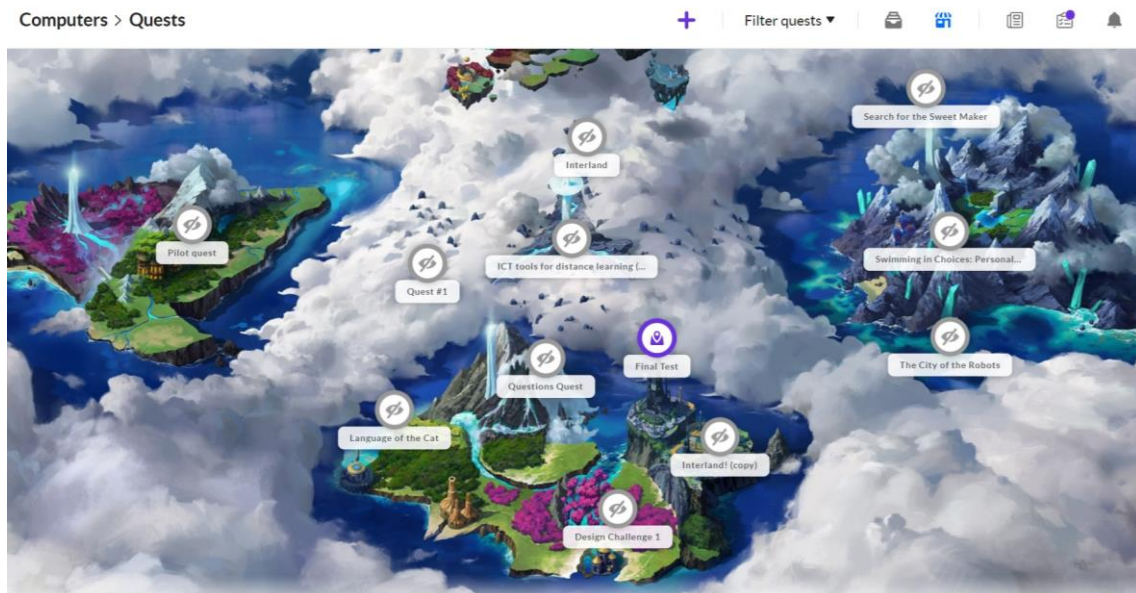 Computers > Quests
Filter quests
Search for the Sweet Maker
Interland
Pilot quest
ICT tools for distance learning (...
Swimming in Choices: Personal...
Quest #1
Final Test
The City of the Robots
Questions Quest
Language of the Cat
Interland! (copy)
Design Challenge 1